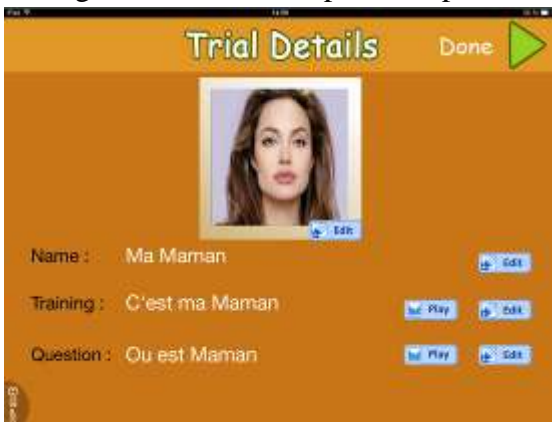 Trial Details
Done
Edit
Name : Ma Maman Edit
Training : C'est ma Maman Play Edit
Question : Ou est Maman Play Edit